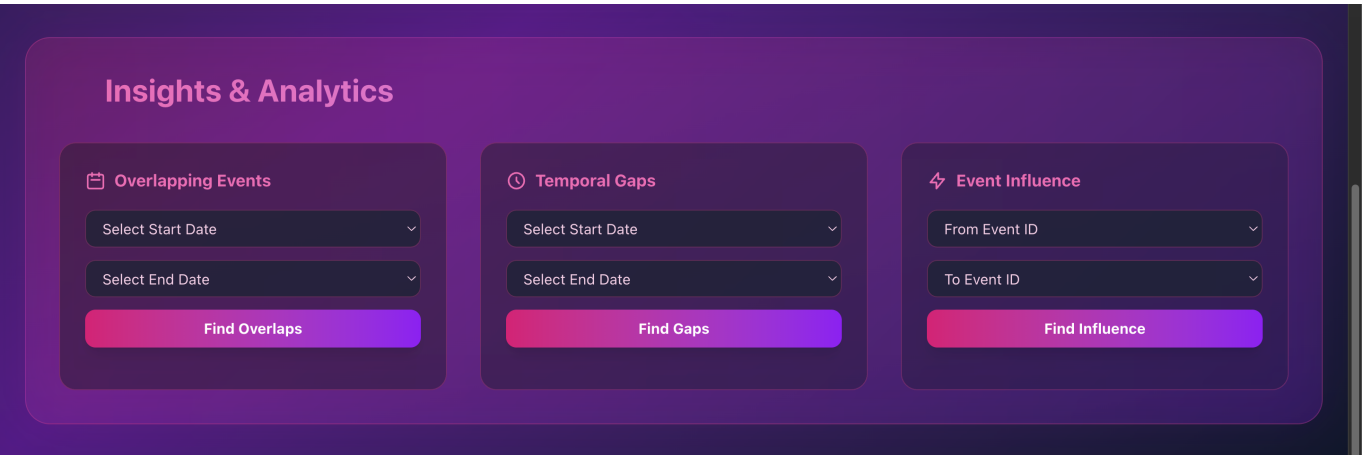 Insights & Analytics
Overlapping Events
Select Start Date
Select End Date
Find Overlaps
Temporal Gaps
Select Start Date
Select End Date
Find Gaps
Event Influence
From Event ID
To Event ID
Find Influence